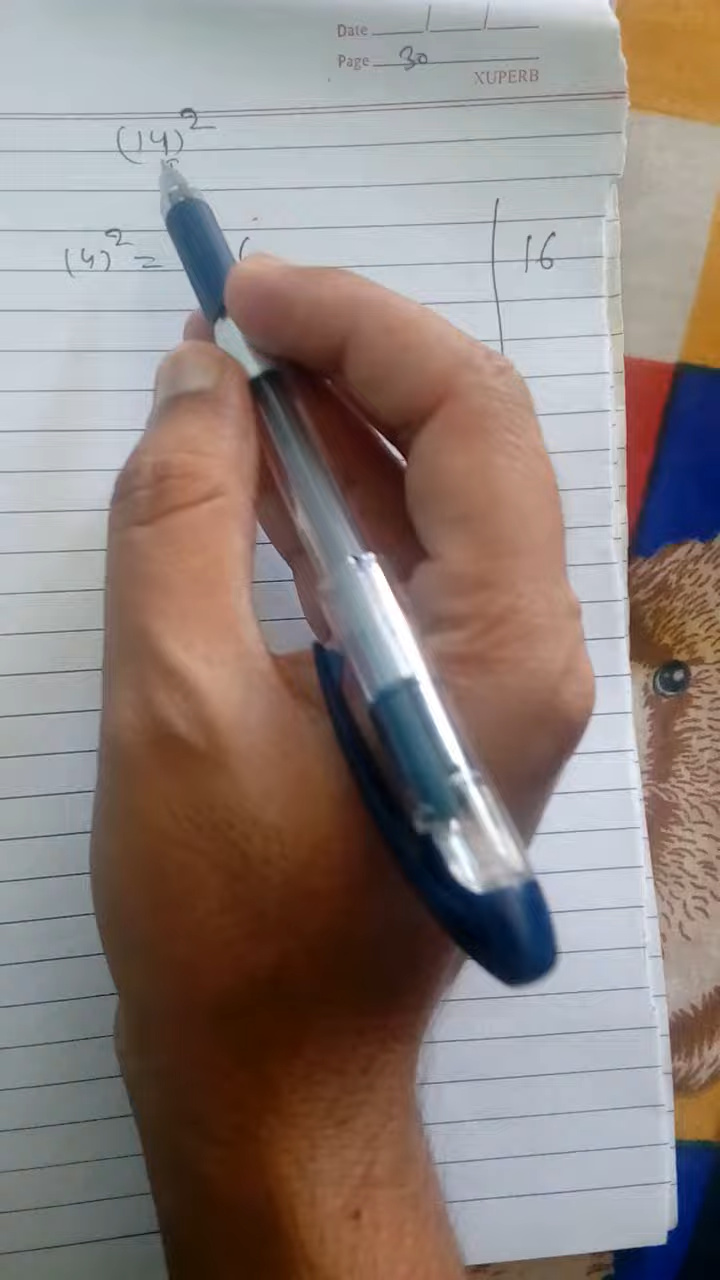 Date / /
Page 30
XUPERB
(14)²
(4)² =
16